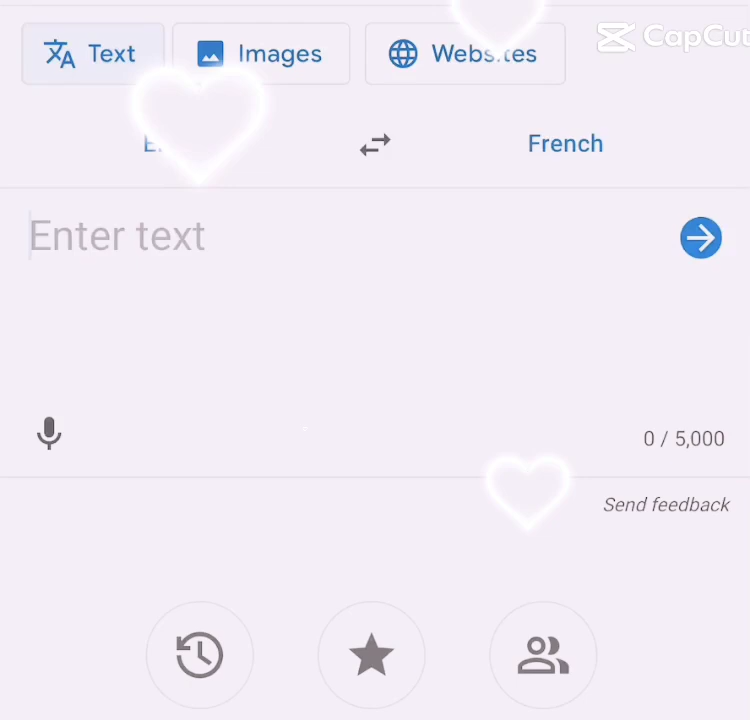 Text Images Websites
CapCut
French
Enter text
0 / 5,000
Send feedback